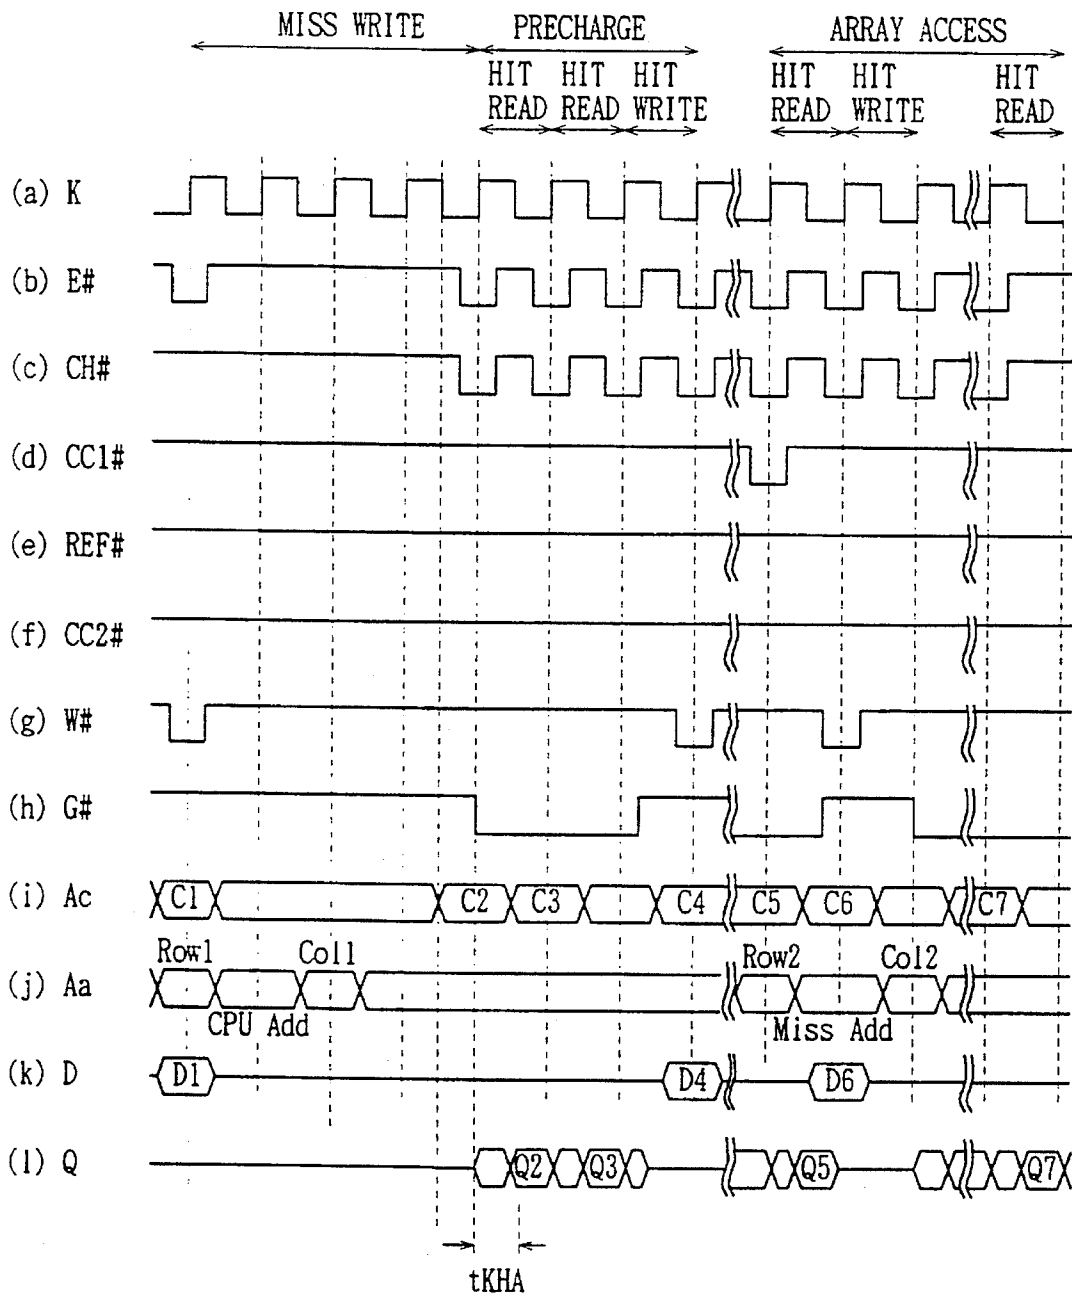 MISS WRITE PRECHARGE ARRAY ACCESS
HIT READ HIT READ HIT WRITE HIT READ HIT WRITE HIT READ
(a) K
(b) E#
(c) CH#
(d) CC1#
(e) REF#
(f) CC2#
(g) W#
(h) G#
(i) Ac C1 C2 C3 C4 C5 C6 C7
Row1 Col1 Row2 Col2
(j) Aa
CPU Add Miss Add
(k) D D1 D4 D6
(l) Q Q2 Q3 Q5 Q7
tKHA